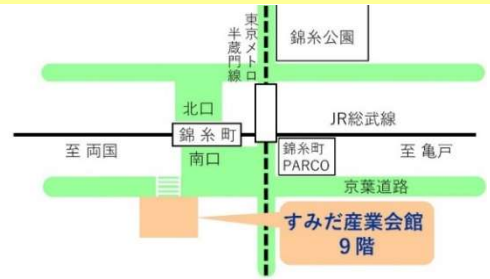 東京メトロ
半蔵門線
錦糸公園
北口
JR総武線
錦糸町
至 両国
南口
錦糸町
PARCO
至 亀戸
京葉道路
すみだ産業会館
9階